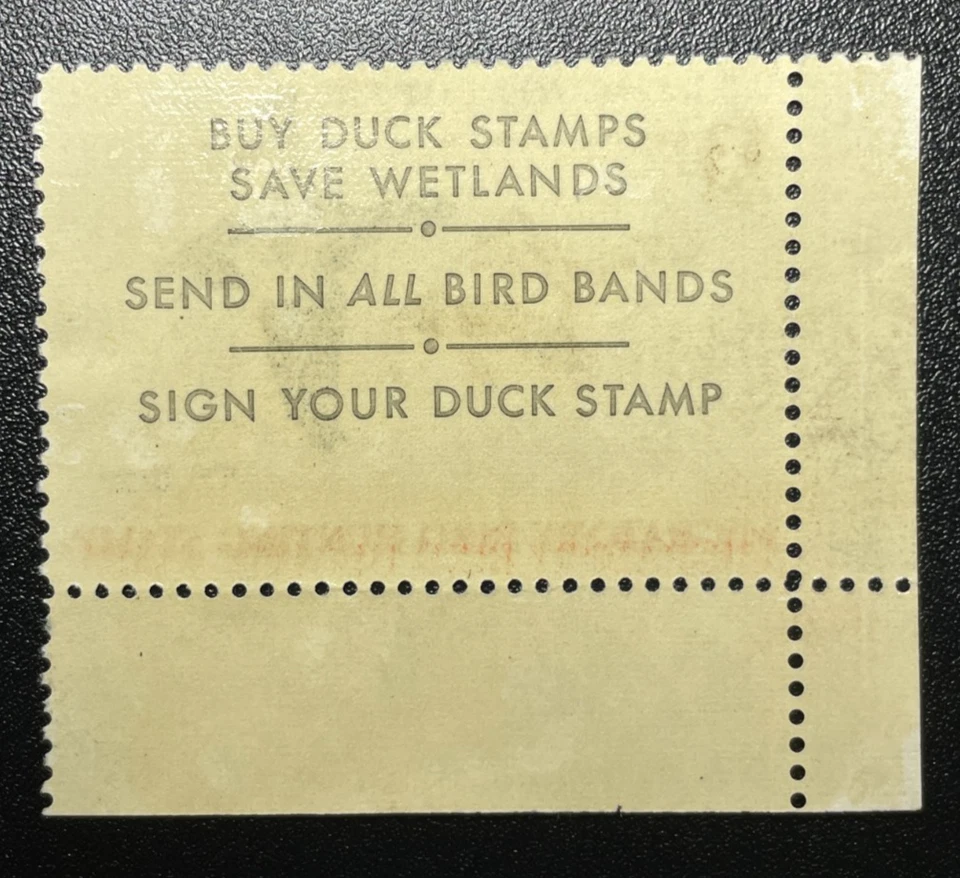 BUY DUCK STAMPS
SAVE WETLANDS
SEND IN ALL BIRD BANDS
SIGN YOUR DUCK STAMP